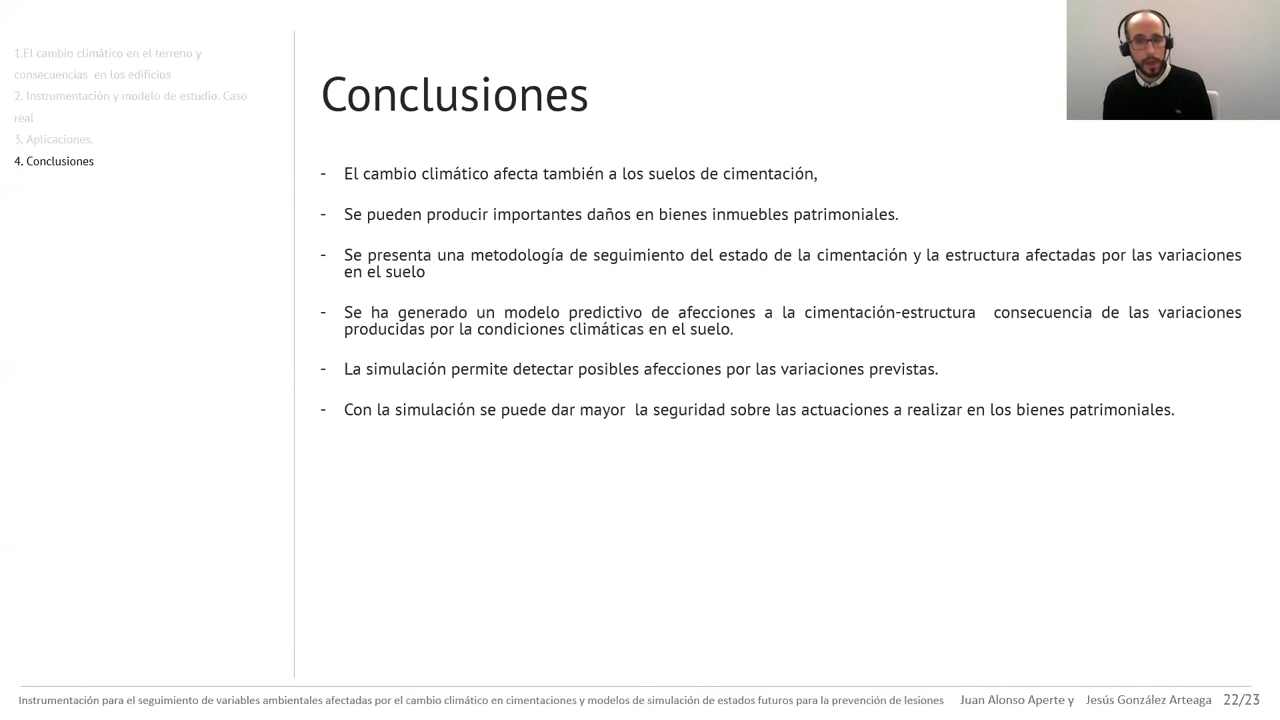 1.El cambio climático en el terreno y
consecuencias  en los edificios
2. Instrumentación y modelo de estudio. Caso
real
3, Aplicaciones.
4. Conclusiones
Conclusiones
- El cambio climático afecta también a los suelos de cimentación,
- Se pueden producir importantes daños en bienes inmuebles patrimoniales.
- Se presenta una metodología de seguimiento del estado de la cimentación y la estructura afectadas por las variaciones
en el suelo
- Se ha generado un modelo predictivo de afecciones a la cimentación-estructura  consecuencia de las variaciones
producidas por la condiciones climáticas en el suelo.
- La simulación permite detectar posibles afecciones por las variaciones previstas.
- Con la simulación se puede dar mayor  la seguridad sobre las actuaciones a realizar en los bienes patrimoniales.
Instrumentación para el seguimiento de variables ambientales afectadas por el cambio climático en cimentaciones y modelos de simulación de estados futuros para la prevención de lesiones Juan Alonso Aperte y Jesús González Arteaga 22/23